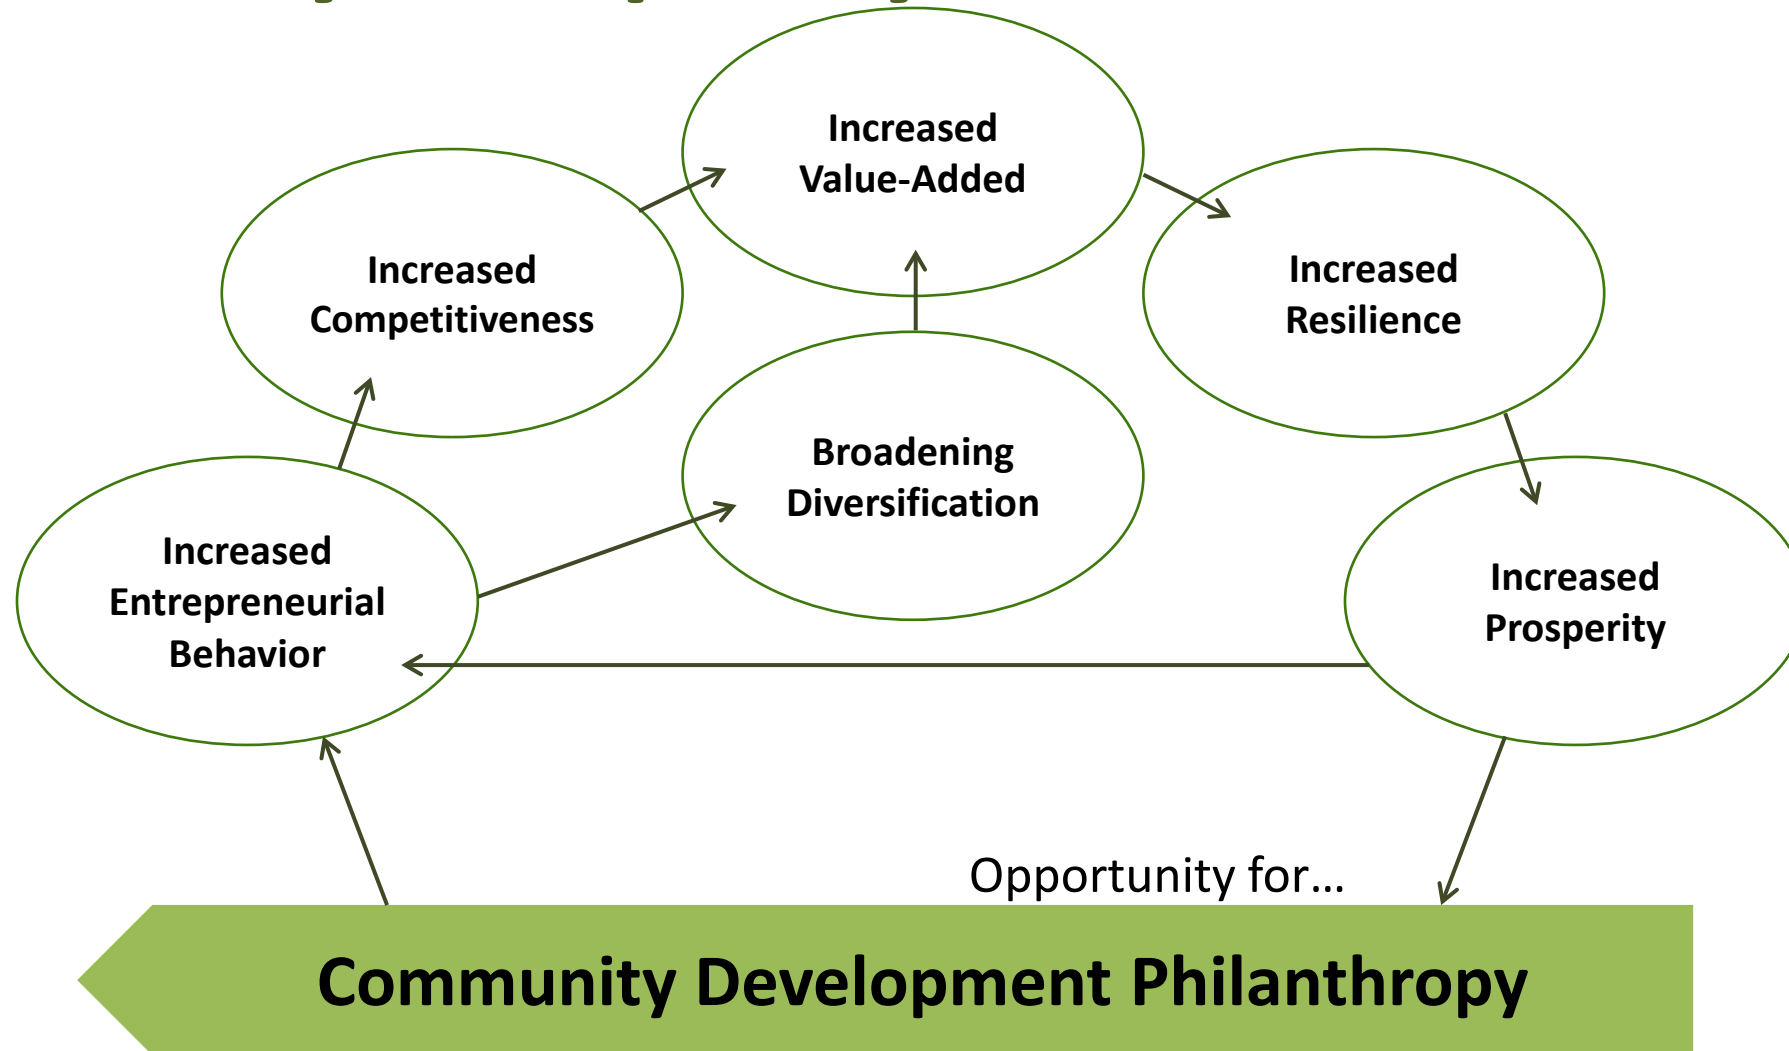 Increased
Value-Added
Increased
Competitiveness
Increased
Resilience
Broadening
Diversification
Increased
Entrepreneurial
Behavior
Increased
Prosperity
Opportunity for…
Community Development Philanthropy